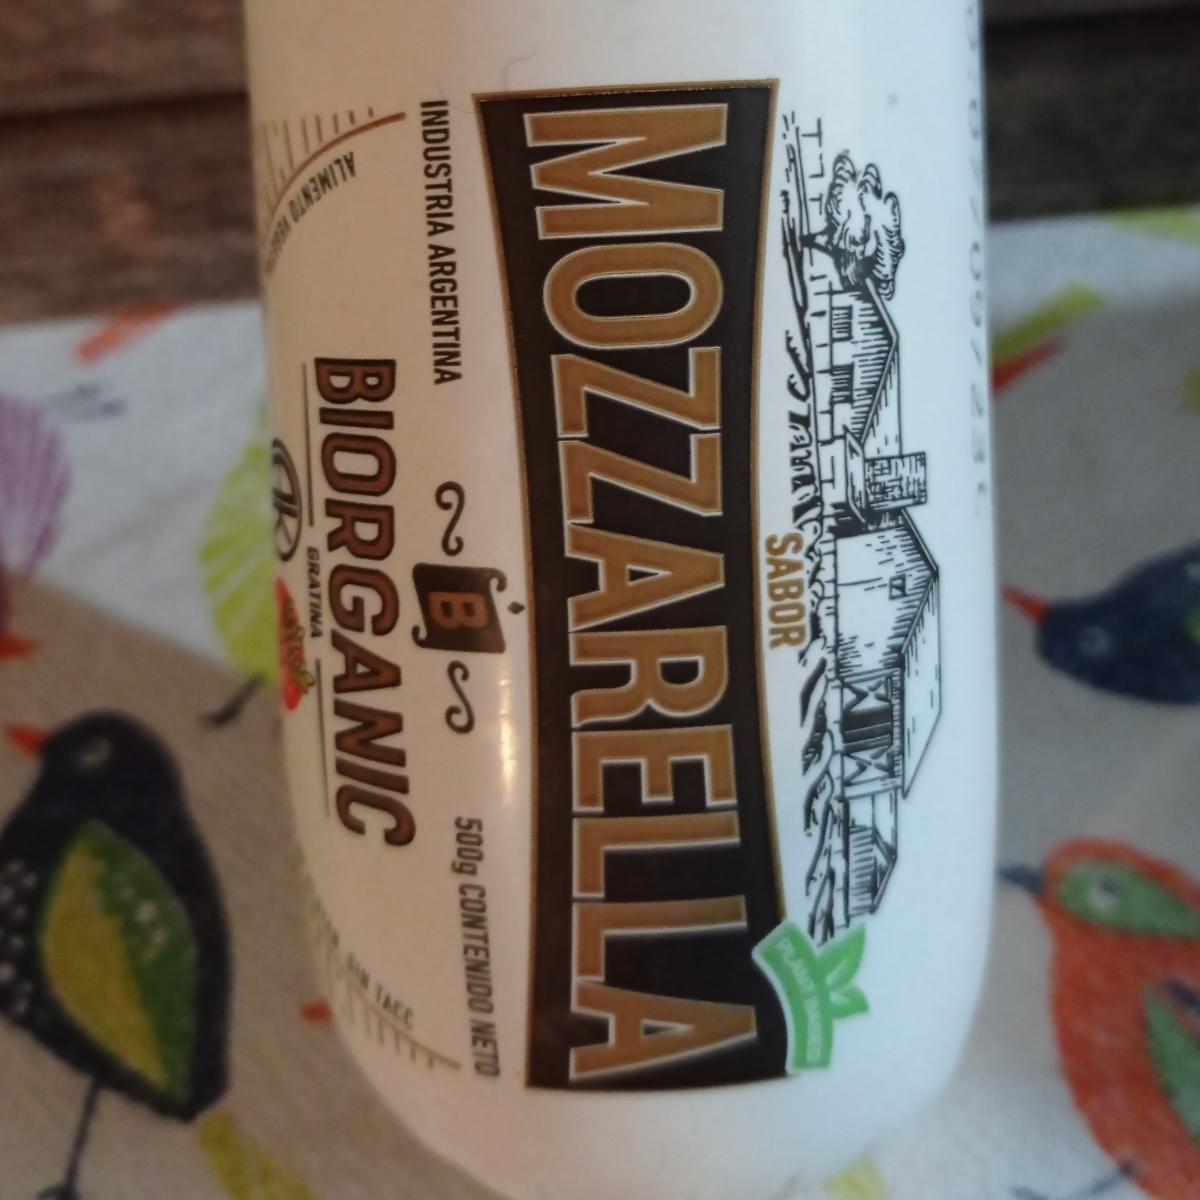 SABOR
MOZZARELLA
PLANT BASED
INDUSTRIA ARGENTINA
B
500g CONTENIDO NETO
BIORGANIC
GRATINA
ALIMENTO
SIN TACC